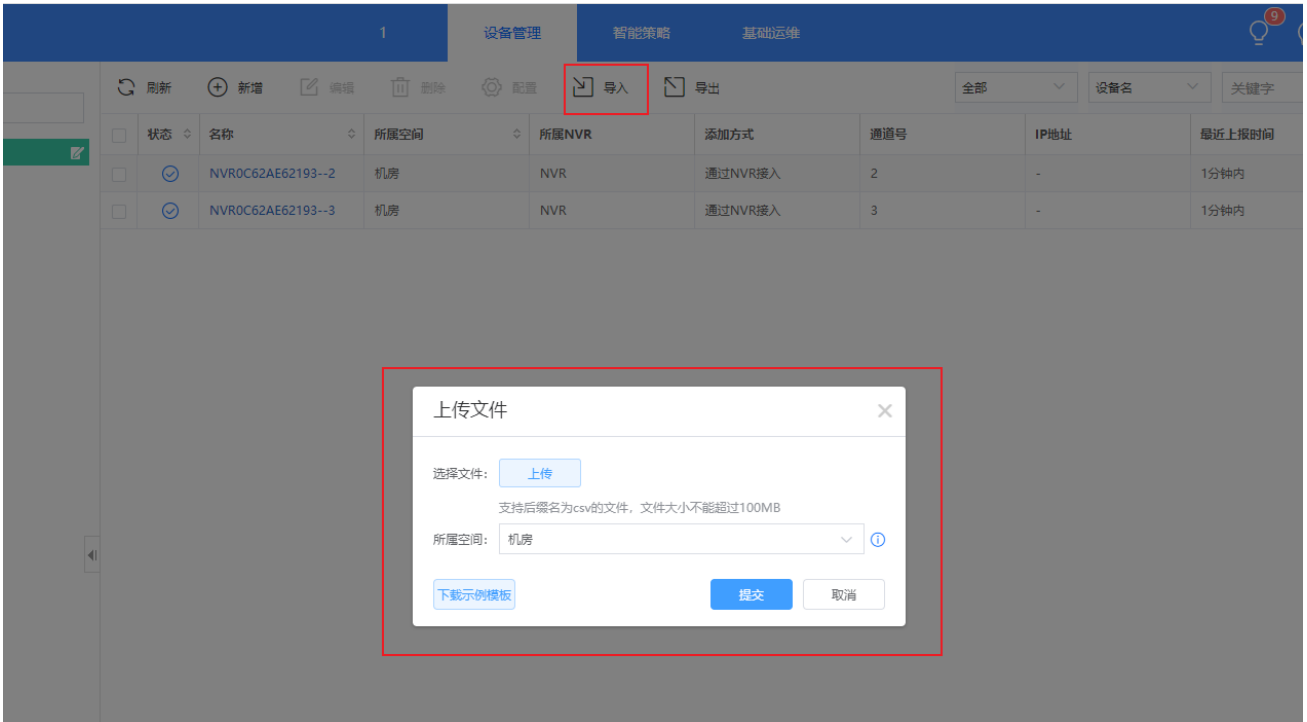 1 设备管理 智能策略 基础运维 9
刷新 新增 编辑 删除 配置 导入 导出 全部 设备名 关键字
状态 名称 所属空间 所属NVR 添加方式 通道号 IP地址 最近上报时间
NVR0C62AE62193--2 机房 NVR 通过NVR接入 2 - 1分钟内
NVR0C62AE62193--3 机房 NVR 通过NVR接入 3 - 1分钟内
上传文件
选择文件: 上传
支持后缀名为csv的文件, 文件大小不能超过100MB
所属空间: 机房
下载示例模板 提交 取消